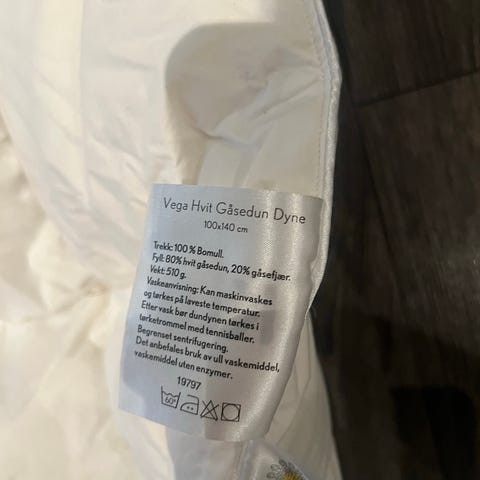 Vega Hvit Gåsedun Dyne
100x140 cm
Trekk: 100 % Bomull.
Fyll: 80% hvit gåsedun, 20% gåsefjær.
Vekt: 510 g.
Vaskeanvisning: Kan maskinvaskes
og tørkes på laveste temperatur.
Etter vask bør dundynen tørkes i
tørketrommel med tennisballer.
Begrenset sentrifugering.
Det anbefales bruk av ull vaskemiddel,
vaskemiddel uten enzymer.
19797
60°